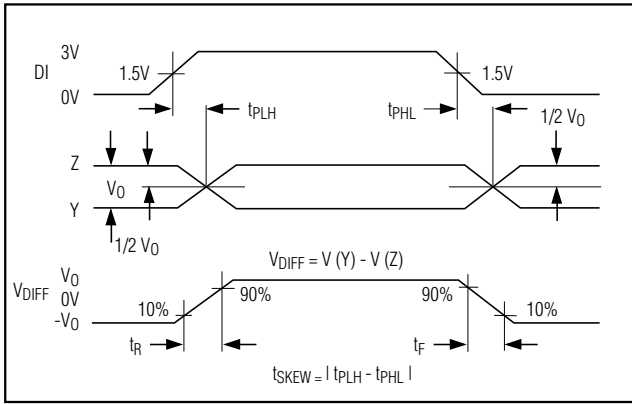 3V
DI
1.5V
1.5V
0V
tPLH
tPHL
1/2 VO
Z
VO
Y
1/2 VO
VDIFF = V (Y) - V (Z)
VO
VDIFF 0V
-VO
10%
90%
90%
10%
tR
tF
tSKEW = | tPLH - tPHL |